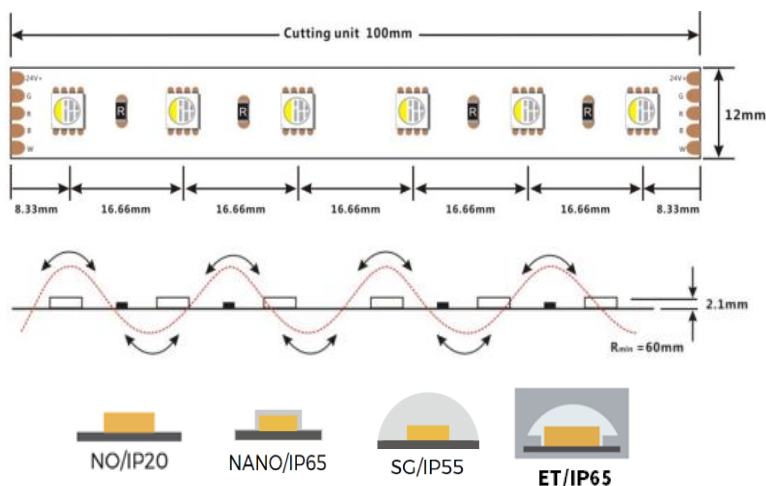 Cutting unit 100mm
24V+ 24V+
G G
R R R R R R
B B
W W
12mm
8.33mm 16.66mm 16.66mm 16.66mm 16.66mm 16.66mm 8.33mm
2.1mm
Rmin =60mm
NO/IP20 NANO/IP65 SG/IP55 ET/IP65